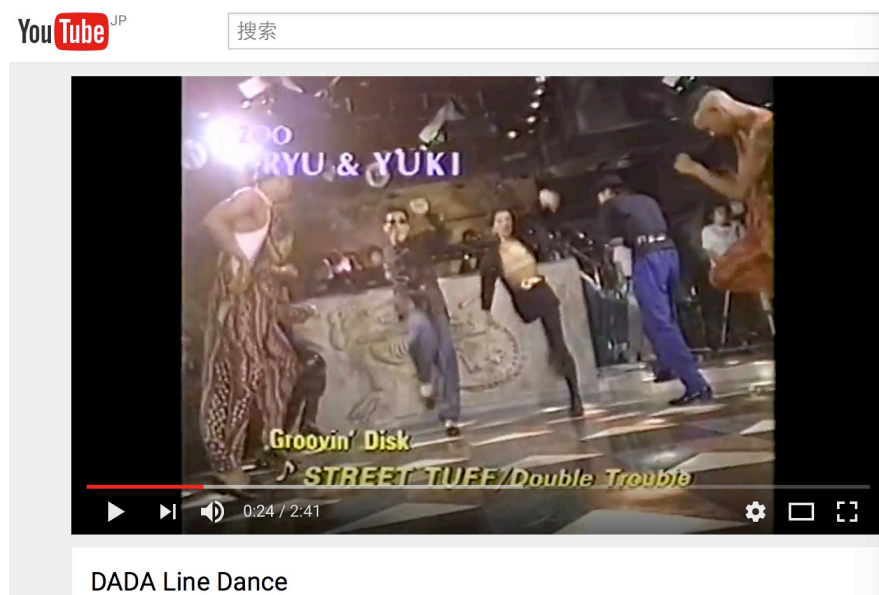 YouTube JP
搜索
ZOO
RYU & YUKI
Groovin' Disk
♪ STREET TUFF/Double Trouble
0:24 / 2:41
DADA Line Dance